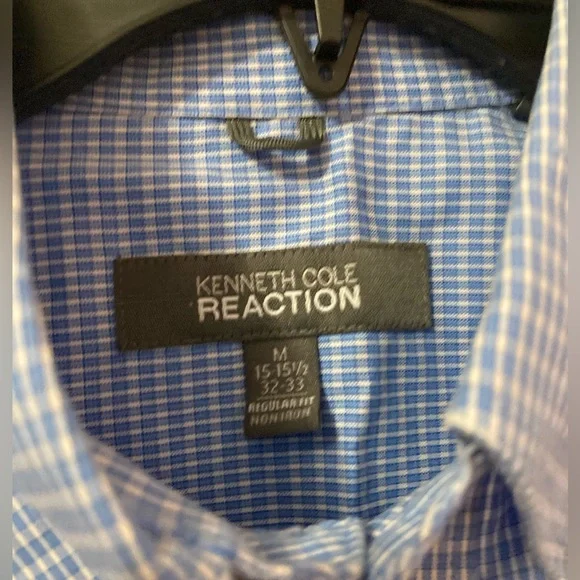 KENNETH COLE
REACTION
M
15-15½
32-33
REGULAR FIT
NON IRON